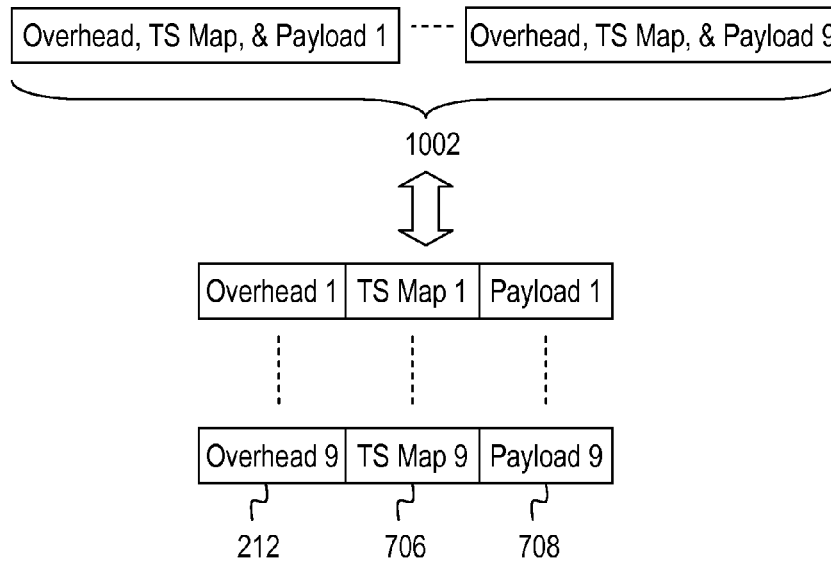 Overhead, TS Map, & Payload 1
Overhead, TS Map, & Payload 9
1002
Overhead 1 TS Map 1 Payload 1
Overhead 9 TS Map 9 Payload 9
212 706 708